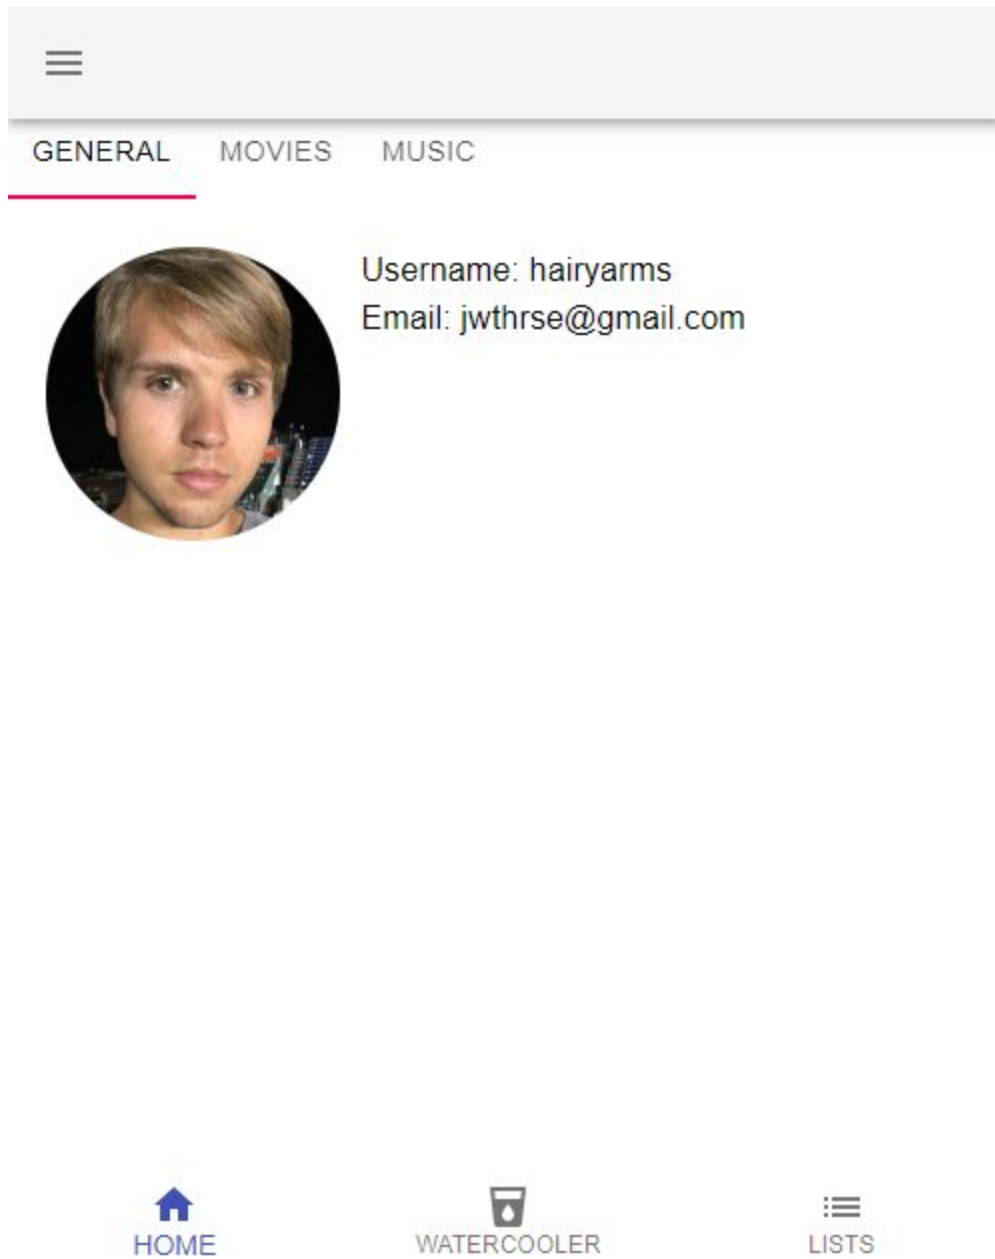 GENERAL MOVIES MUSIC
Username: hairyarms
Email: jwthrse@gmail.com
HOME WATERCOOLER LISTS